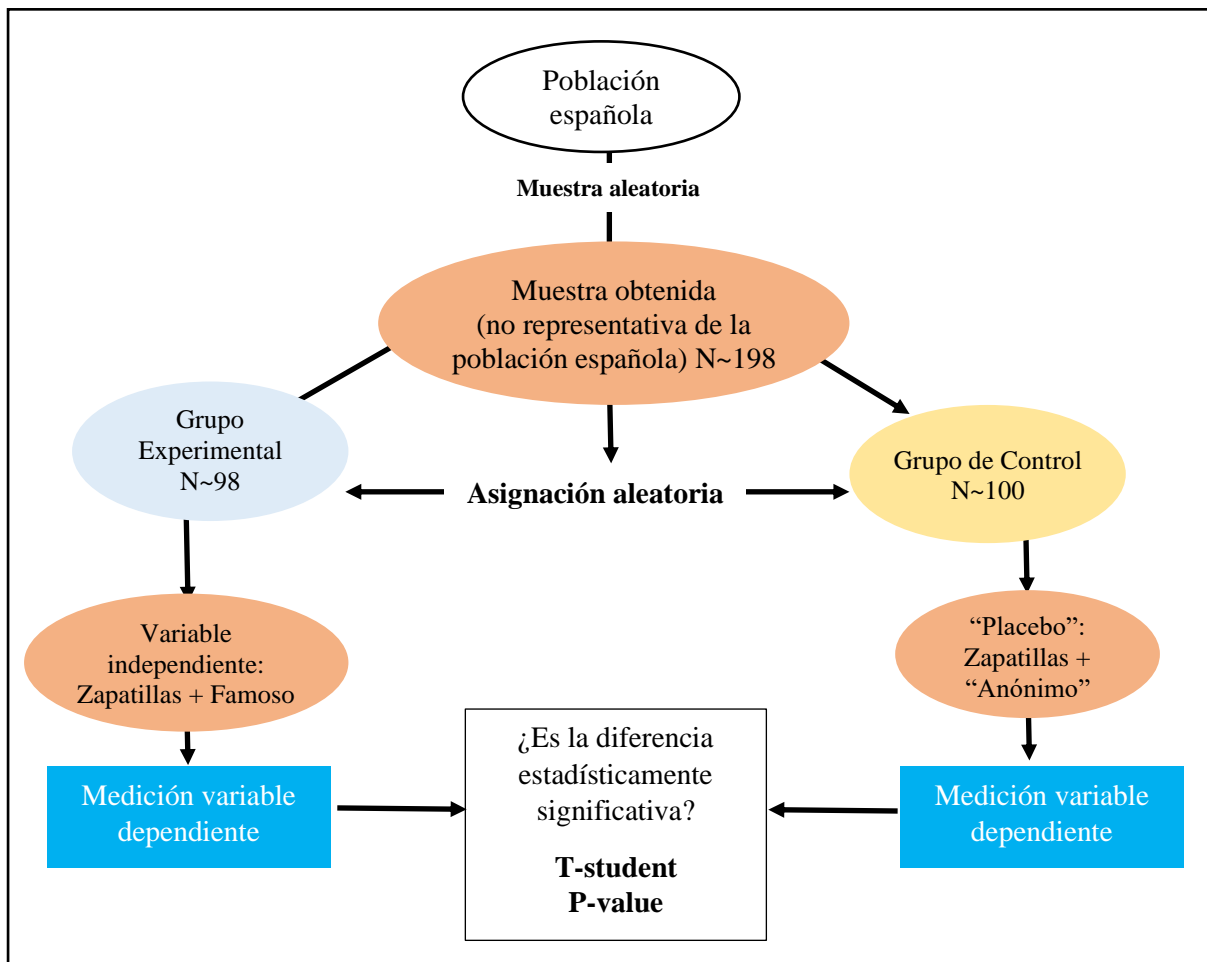 Población
española
Muestra aleatoria
Muestra obtenida
(no representativa de la
población española) N~198
Grupo
Experimental
N~98
Asignación aleatoria
Grupo de Control
N~100
Variable
independiente:
Zapatillas + Famoso
“Placebo”:
Zapatillas +
“Anónimo”
Medición variable
dependiente
¿Es la diferencia
estadísticamente
significativa?
T-student
P-value
Medición variable
dependiente